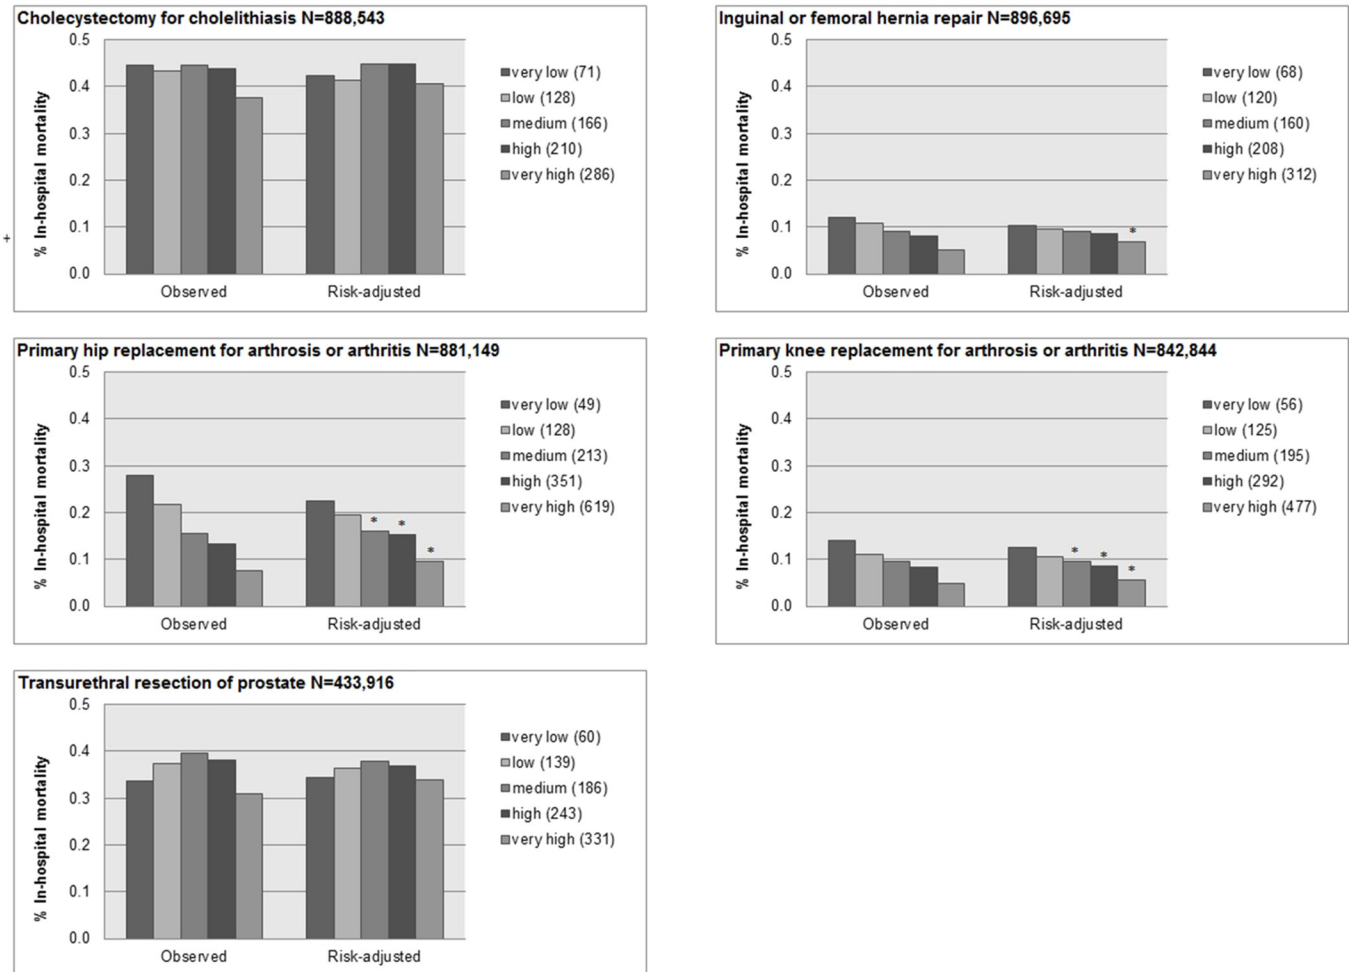 Cholecystectomy for cholelithiasis N=888,543
% In-hospital mortality
0.5
0.4
0.3
0.2
0.1
0.0
Observed
Risk-adjusted
very low (71)
low (128)
medium (166)
high (210)
very high (286)
Inguinal or femoral hernia repair N=896,695
% In-hospital mortality
0.5
0.4
0.3
0.2
0.1
0.0
*
Observed
Risk-adjusted
very low (68)
low (120)
medium (160)
high (208)
very high (312)
+
Primary hip replacement for arthrosis or arthritis N=881,149
% In-hospital mortality
0.5
0.4
0.3
0.2
0.1
0.0
* * *
Observed
Risk-adjusted
very low (49)
low (128)
medium (213)
high (351)
very high (619)
Primary knee replacement for arthrosis or arthritis N=842,844
% In-hospital mortality
0.5
0.4
0.3
0.2
0.1
0.0
* * *
Observed
Risk-adjusted
very low (56)
low (125)
medium (195)
high (292)
very high (477)
Transurethral resection of prostate N=433,916
% In-hospital mortality
0.5
0.4
0.3
0.2
0.1
0.0
Observed
Risk-adjusted
very low (60)
low (139)
medium (186)
high (243)
very high (331)